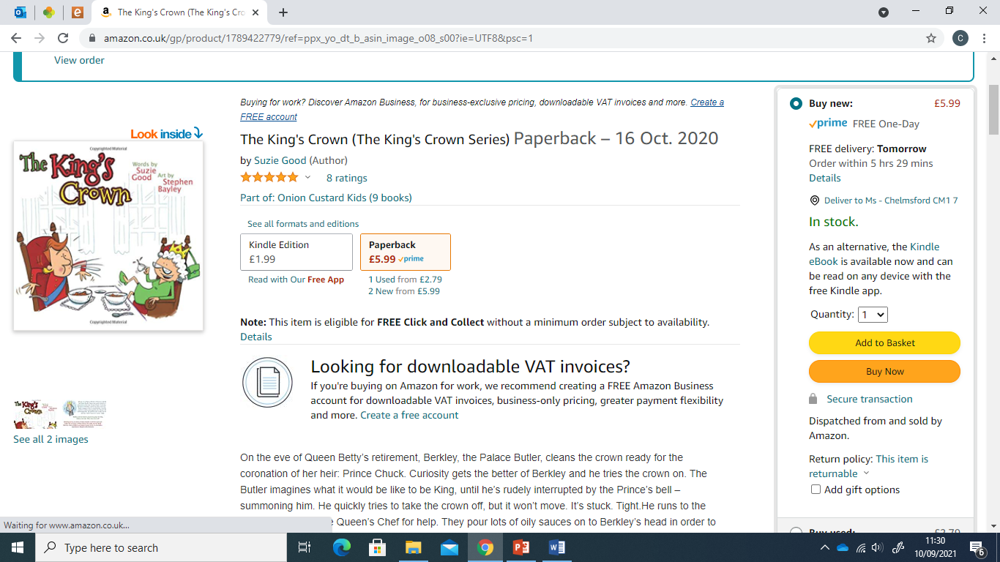 The King's Crown (The King's Cro
amazon.co.uk/gp/product/1789422779/ref=ppx_yo_dt_b_asin_image_o08_s00?ie=UTF8&psc=1
C
View order
Buying for work? Discover Amazon Business, for business-exclusive pricing, downloadable VAT invoices and more. Create a
FREE account
Look inside
Copyrighted Material
The King's Crown
Words by
Suzie
Good
Art by
Stephen
Bayley
Copyrighted Material
The King's Crown
See all 2 images
The King's Crown (The King's Crown Series) Paperback – 16 Oct. 2020
by Suzie Good (Author)
8 ratings
Part of: Onion Custard Kids (9 books)
See all formats and editions
Kindle Edition
£1.99
Read with Our Free App
Paperback
£5.99 prime
1 Used from £2.79
2 New from £5.99
Note: This item is eligible for FREE Click and Collect without a minimum order subject to availability.
Details
Looking for downloadable VAT invoices?
If you're buying on Amazon for work, we recommend creating a FREE Amazon Business
account for downloadable VAT invoices, business-only pricing, greater payment flexibility
and more. Create a free account
On the eve of Queen Betty's retirement, Berkley, the Palace Butler, cleans the crown ready for the
coronation of her heir: Prince Chuck. Curiosity gets the better of Berkley and he tries the crown on. The
Butler imagines what it would be like to be King, until he's rudely interrupted by the Prince's bell –
summoning him. He quickly tries to take the crown off, but it won't move. It's stuck. Tight.He runs to the
Queen's Chef for help. They pour lots of oily sauces on to Berkley's head in order to
Buy new: £5.99
prime FREE One-Day
FREE delivery: Tomorrow
Order within 5 hrs 29 mins
Details
Deliver to Ms - Chelmsford CM1 7
In stock.
As an alternative, the Kindle
eBook is available now and can
be read on any device with the
free Kindle app.
Quantity: 1
Add to Basket
Buy Now
Secure transaction
Dispatched from and sold by
Amazon.
Return policy: This item is
returnable
Add gift options
Buy used: £2.79
Waiting for www.amazon.co.uk...
Type here to search
11:30
10/09/2021
6